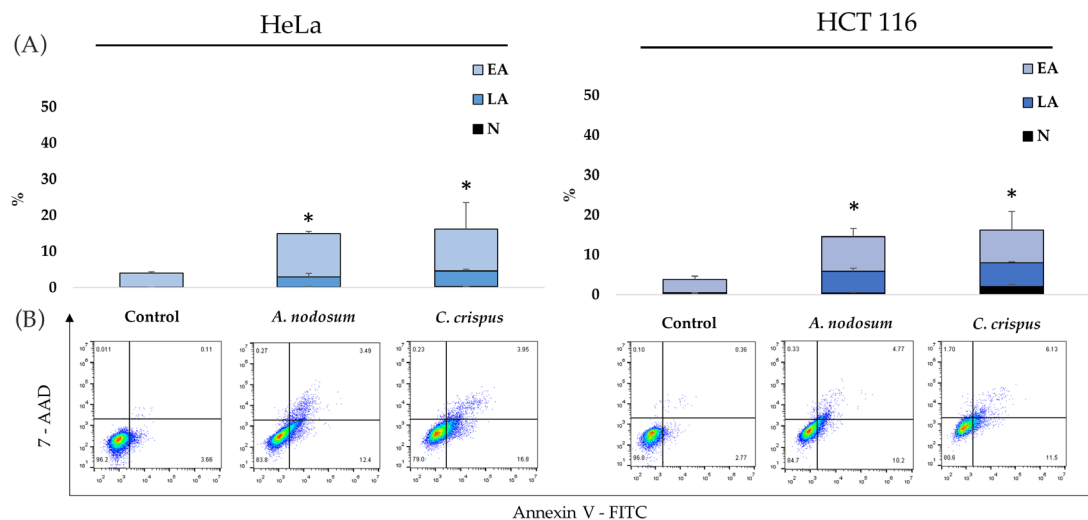 (A)
HeLa
EA
LA
N
%
50
40
30
20
10
0
*
*
HCT 116
EA
LA
N
%
50
40
30
20
10
0
*
*
(B)
Control
A. nodosum
C. crispus
Control
A. nodosum
C. crispus
7 - AAD
0.011 0.11
96.2 3.66
0.27 3.49
83.8 12.4
0.23 3.95
79.0 16.8
0.10 0.36
96.8 2.77
0.33 4.77
84.7 10.2
1.70 6.13
80.6 11.5
Annexin V - FITC